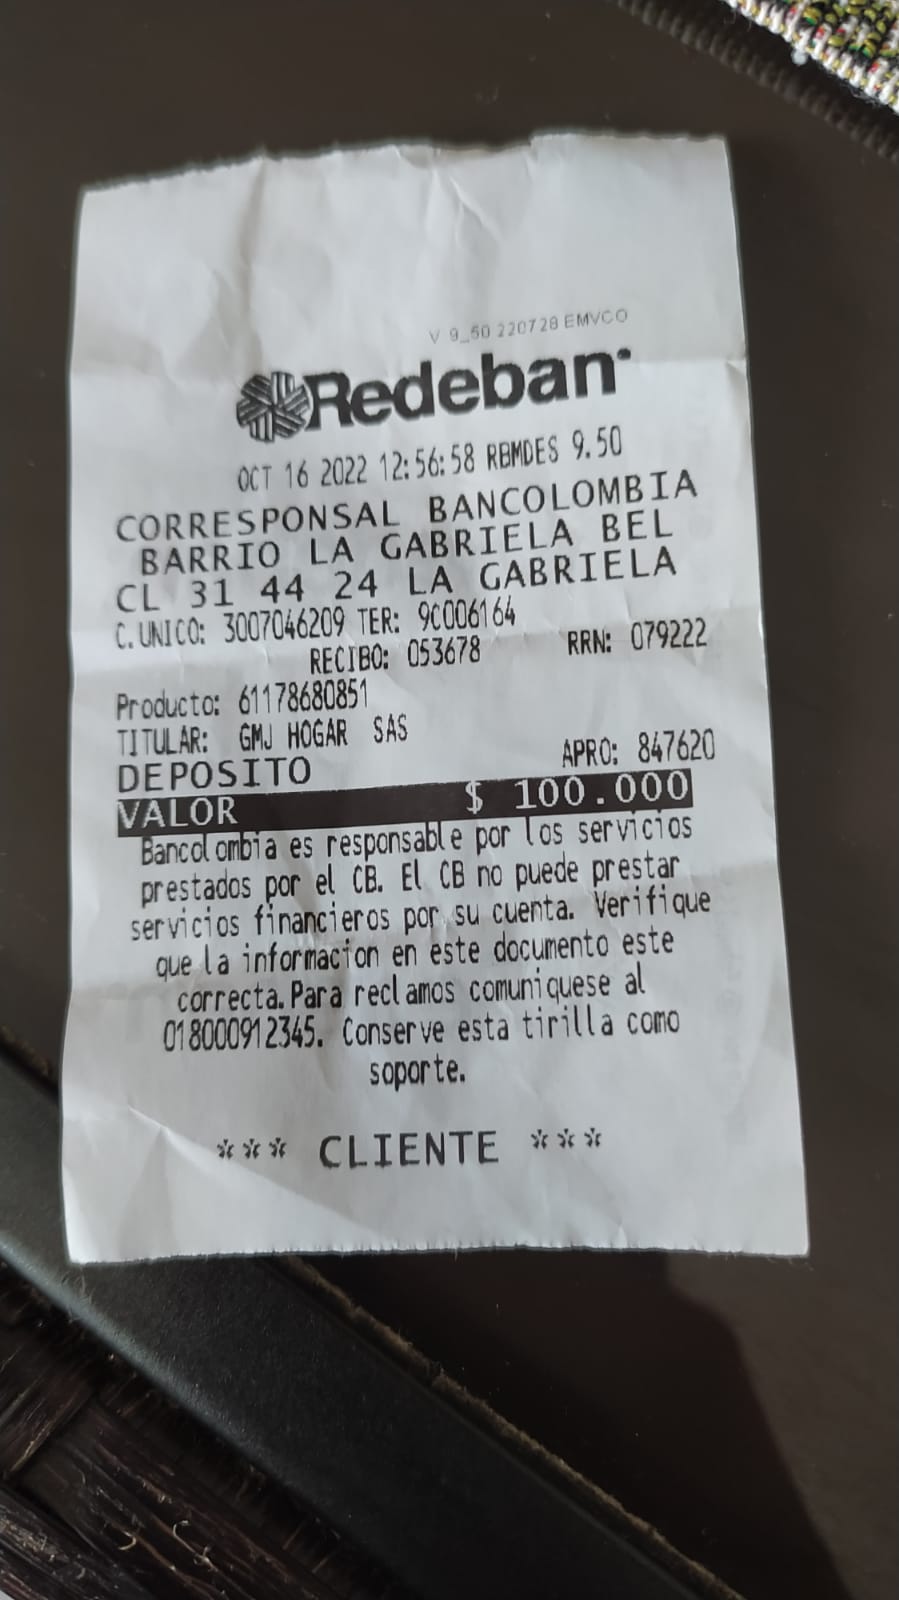 V 9_50 220728 EMVCO
Redeban
OCT 16 2022 12:56:58 RBMDES 9.50
CORRESPONSAL BANCOLOMBIA
BARRIO LA GABRIELA BEL
CL 31 44 24 LA GABRIELA
C.UNICO: 3007046209 TER: 9C006164
RECIBO: 053678 RRN: 079222
Producto: 61178680851
TITULAR: GMJ HOGAR SAS
DEPOSITO APRO: 847620
VALOR $ 100.000
Bancolombia es responsable por los servicios
prestados por el CB. El CB no puede prestar
servicios financieros por su cuenta. Verifique
que la informacion en este documento este
correcta.Para reclamos comuniquese al
018000912345. Conserve esta tirilla como
soporte.
*** CLIENTE ***